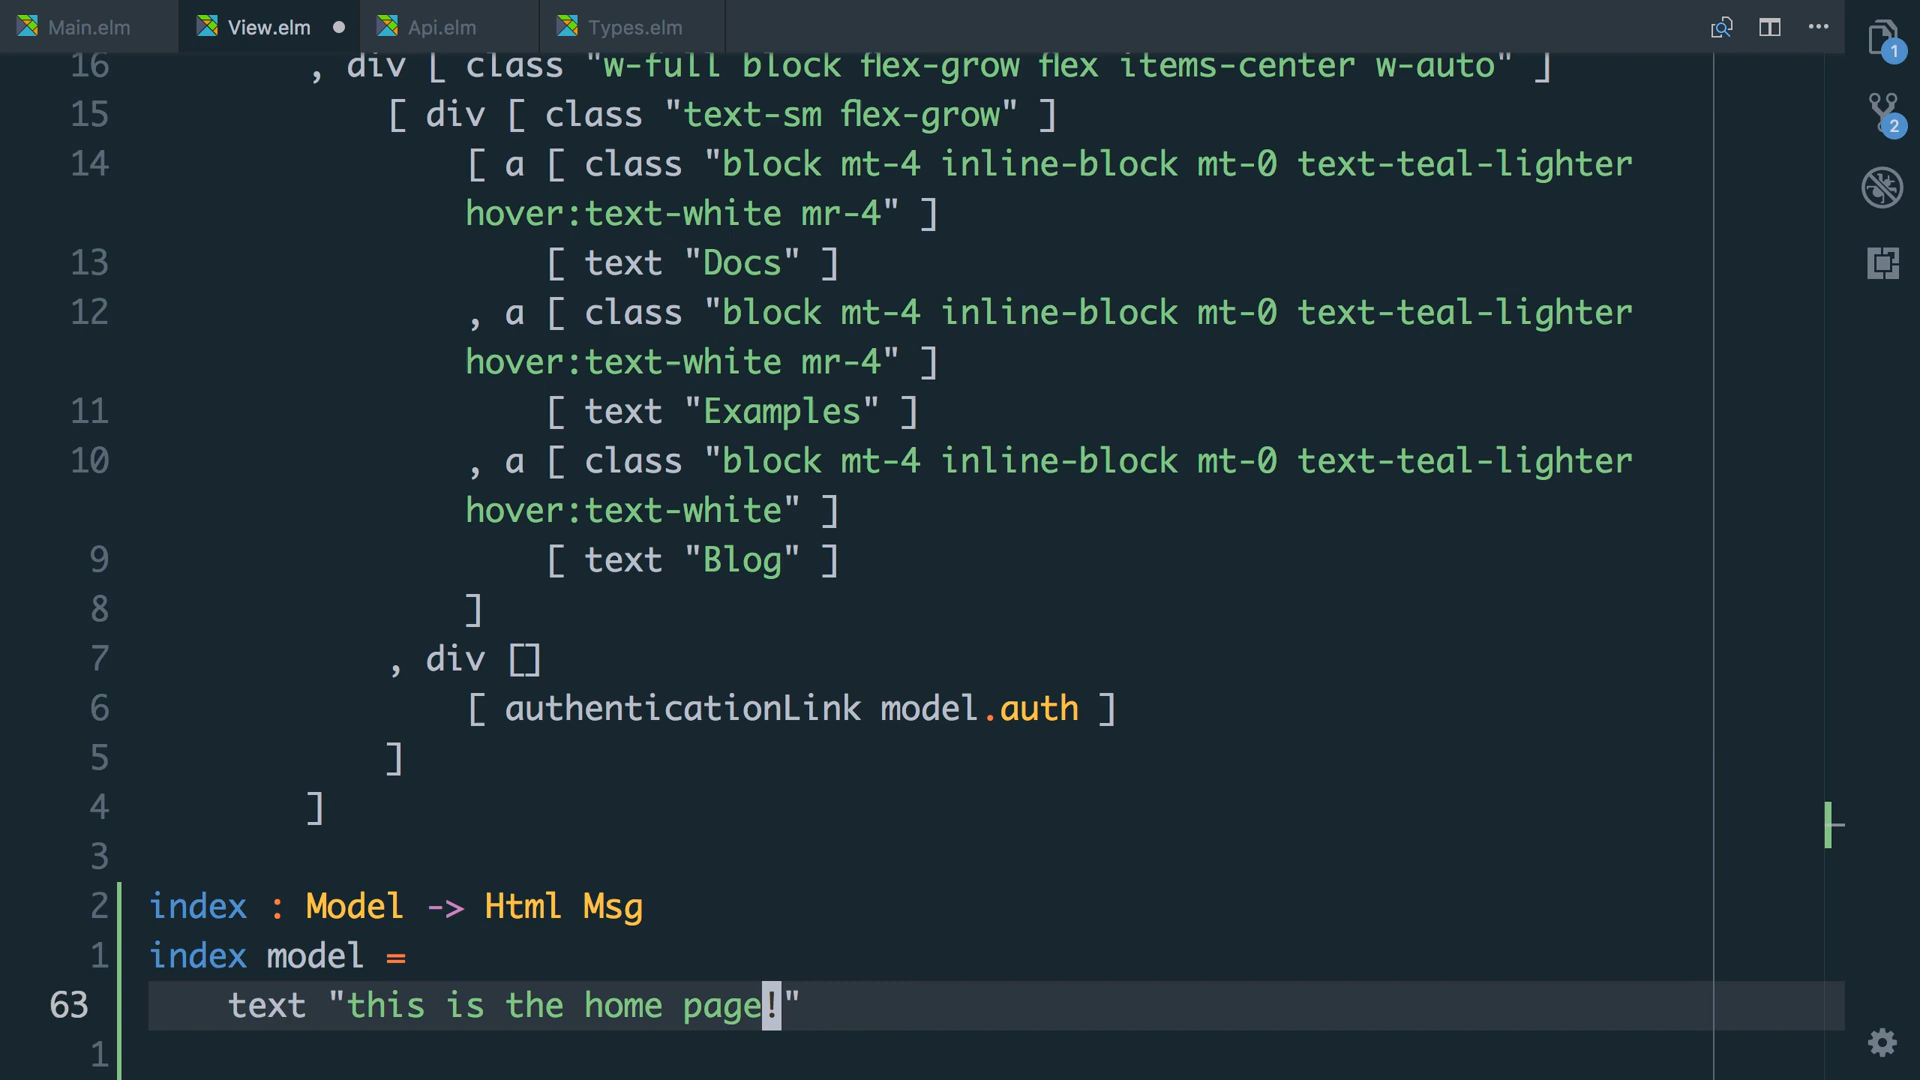 Main.elm View.elm Api.elm Types.elm
16 , div [ class "w-full block flex-grow flex items-center w-auto" ]
15 [ div [ class "text-sm flex-grow" ]
14 [ a [ class "block mt-4 inline-block mt-0 text-teal-lighter
hover:text-white mr-4" ]
13 [ text "Docs" ]
12 , a [ class "block mt-4 inline-block mt-0 text-teal-lighter
hover:text-white mr-4" ]
11 [ text "Examples" ]
10 , a [ class "block mt-4 inline-block mt-0 text-teal-lighter
hover:text-white" ]
9 [ text "Blog" ]
8 ]
7 , div []
6 [ authenticationLink model.auth ]
5 ]
4 ]
3
2 index : Model -> Html Msg
1 index model =
63 text "this is the home page!"
1
1
2